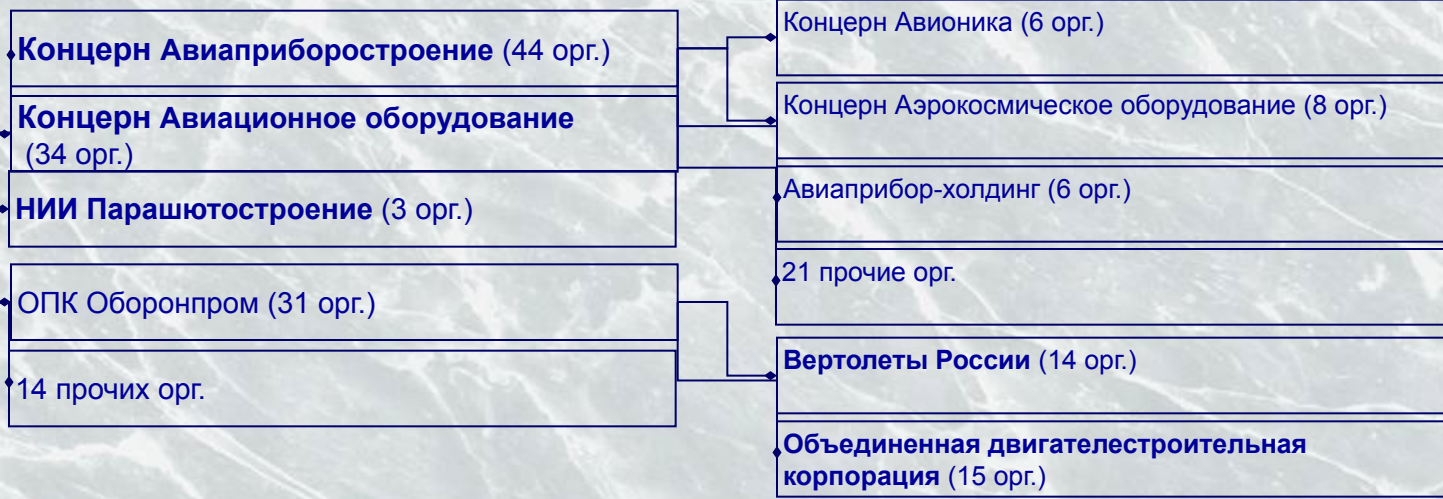 Концерн Авиаприборостроение (44 орг.)
Концерн Авиационное оборудование
(34 орг.)
НИИ Парашютостроение (3 орг.)
ОПК Оборонпром (31 орг.)
14 прочих орг.
Концерн Авионика (6 орг.)
Концерн Аэрокосмическое оборудование (8 орг.)
Авиаприбор-холдинг (6 орг.)
21 прочие орг.
Вертолеты России (14 орг.)
Объединенная двигателестроительная
корпорация (15 орг.)